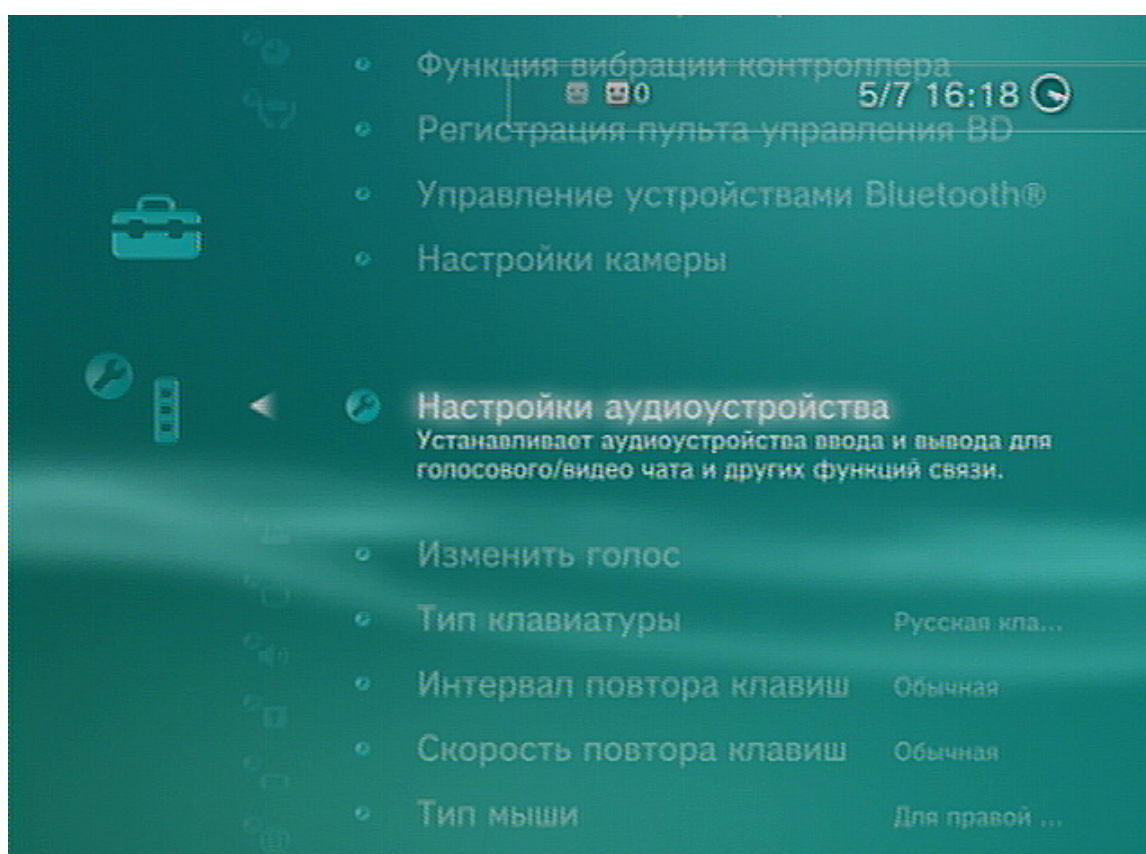 Функция вибрации контроллера
0 5/7 16:18
Регистрация пульта управления BD
Управление устройствами Bluetooth®
Настройки камеры
Настройки аудиоустройства
Устанавливает аудиоустройства ввода и вывода для
голосового/видео чата и других функций связи.
Изменить голос
Тип клавиатуры Русская кла...
Интервал повтора клавиш Обычная
Скорость повтора клавиш Обычная
Тип мыши Для правой ...